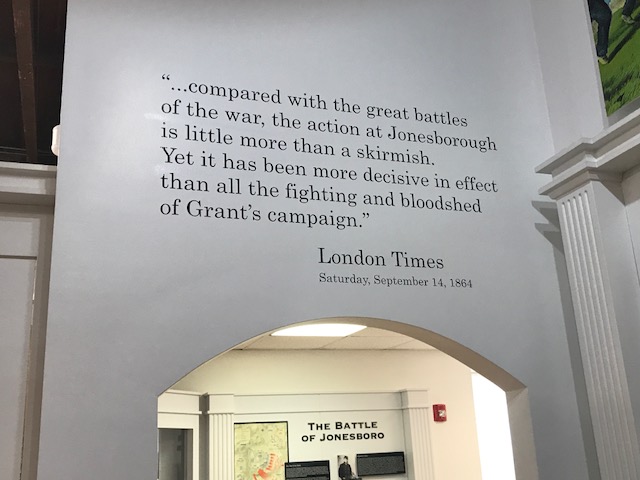 “...compared with the great battles
of the war, the action at Jonesborough
is little more than a skirmish.
Yet it has been more decisive in effect
than all the fighting and bloodshed
of Grant’s campaign.”
London Times
Saturday, September 14, 1864
The Battle
of Jonesboro